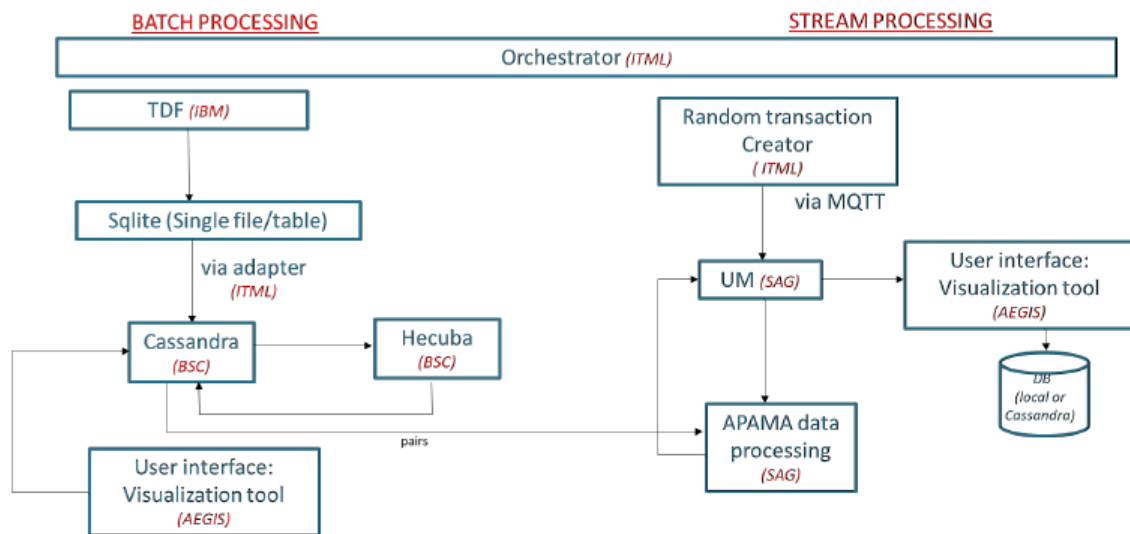 BATCH PROCESSING
STREAM PROCESSING
Orchestrator (ITML)
TDF (IBM)
Sqlite (Single file/table)
via adapter
(ITML)
Cassandra
(BSC)
Hecuba
(BSC)
pairs
User interface:
Visualization tool
(AEGIS)
Random transaction
Creator
( ITML)
via MQTT
UM (SAG)
User interface:
Visualization tool
(AEGIS)
DB
(local or
Cassandra)
APAMA data
processing
(SAG)